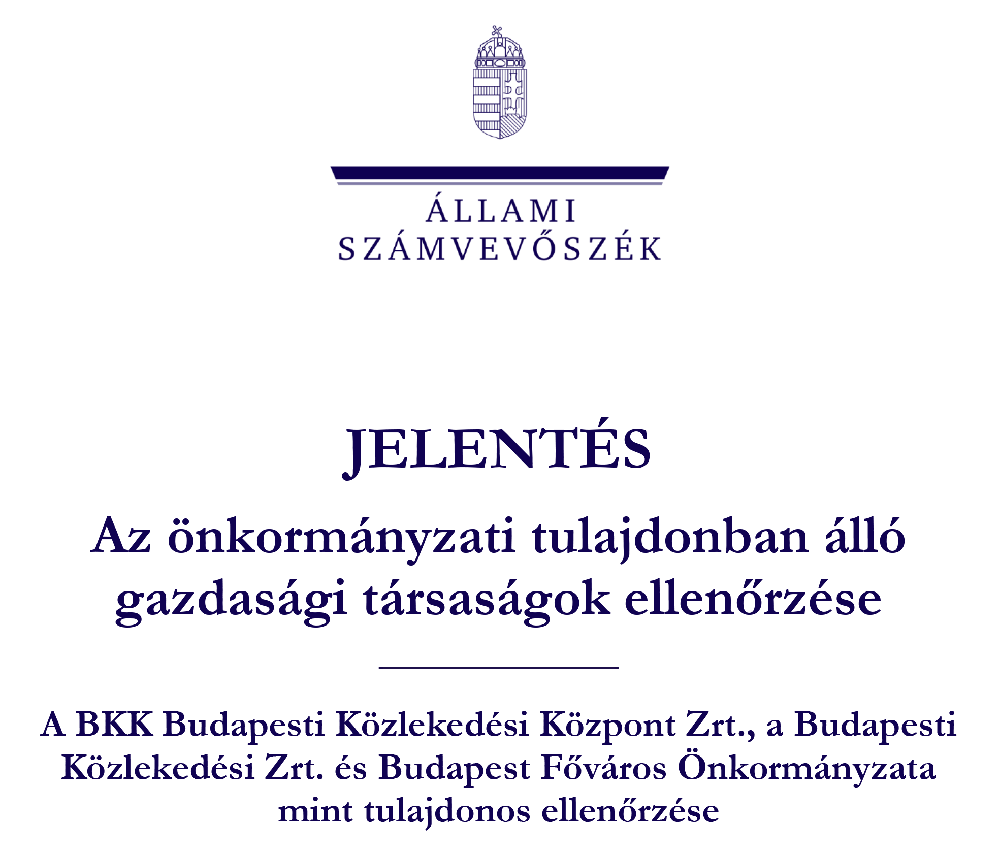 ÁLLAMI
SZÁMVEVŐSZÉK
JELENTÉS
Az önkormányzati tulajdonban álló
gazdasági társaságok ellenőrzése
A BKK Budapesti Közlekedési Központ Zrt., a Budapesti
Közlekedési Zrt. és Budapest Főváros Önkormányzata
mint tulajdonos ellenőrzése